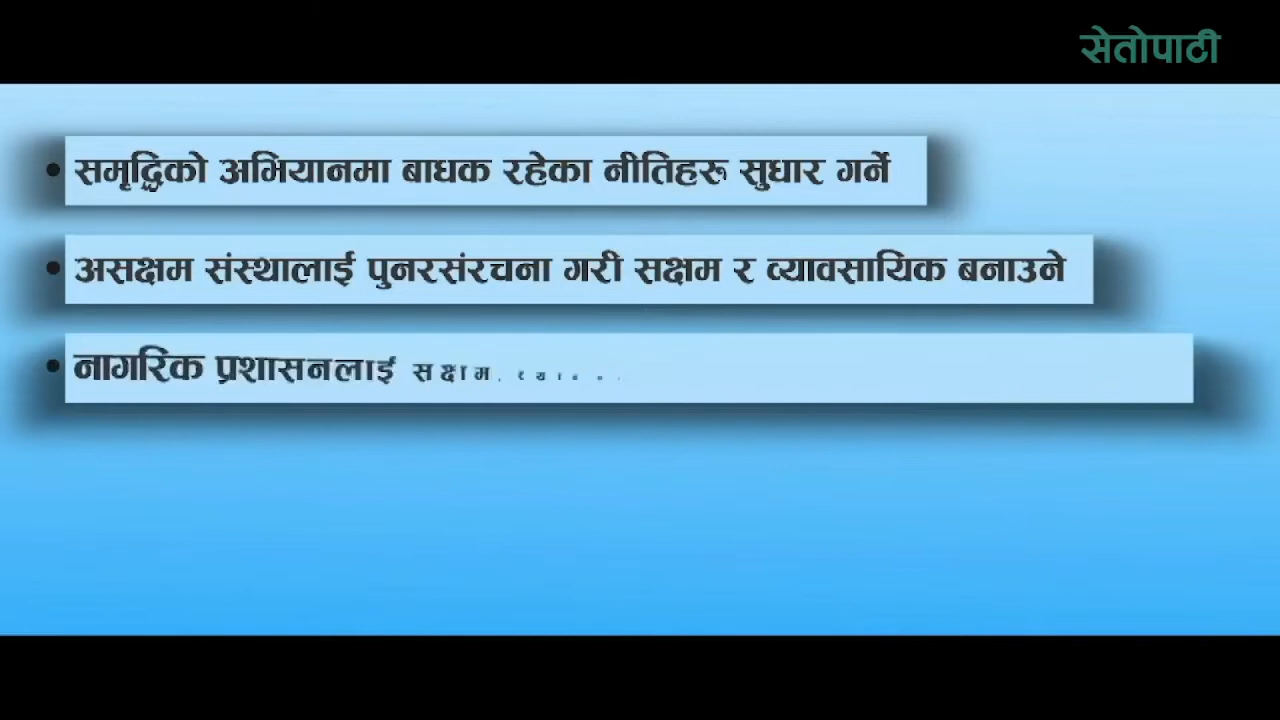 सेतोपाटी
• समृद्धिको अभियानमा बाधक रहेका नीतिहरू सुधार गर्ने
• असक्षम संस्थालाई पुनरसंरचना गरी सक्षम र व्यावसायिक बनाउने
• नागरिक प्रशासनलाई सक्षम